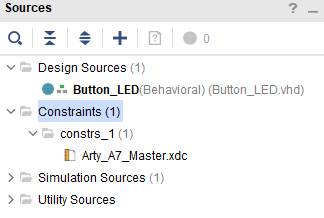 Sources
? _
0
Design Sources (1)
Button_LED(Behavioral) (Button_LED.vhd)
Constraints (1)
constrs_1 (1)
Arty_A7_Master.xdc
Simulation Sources (1)
Utility Sources